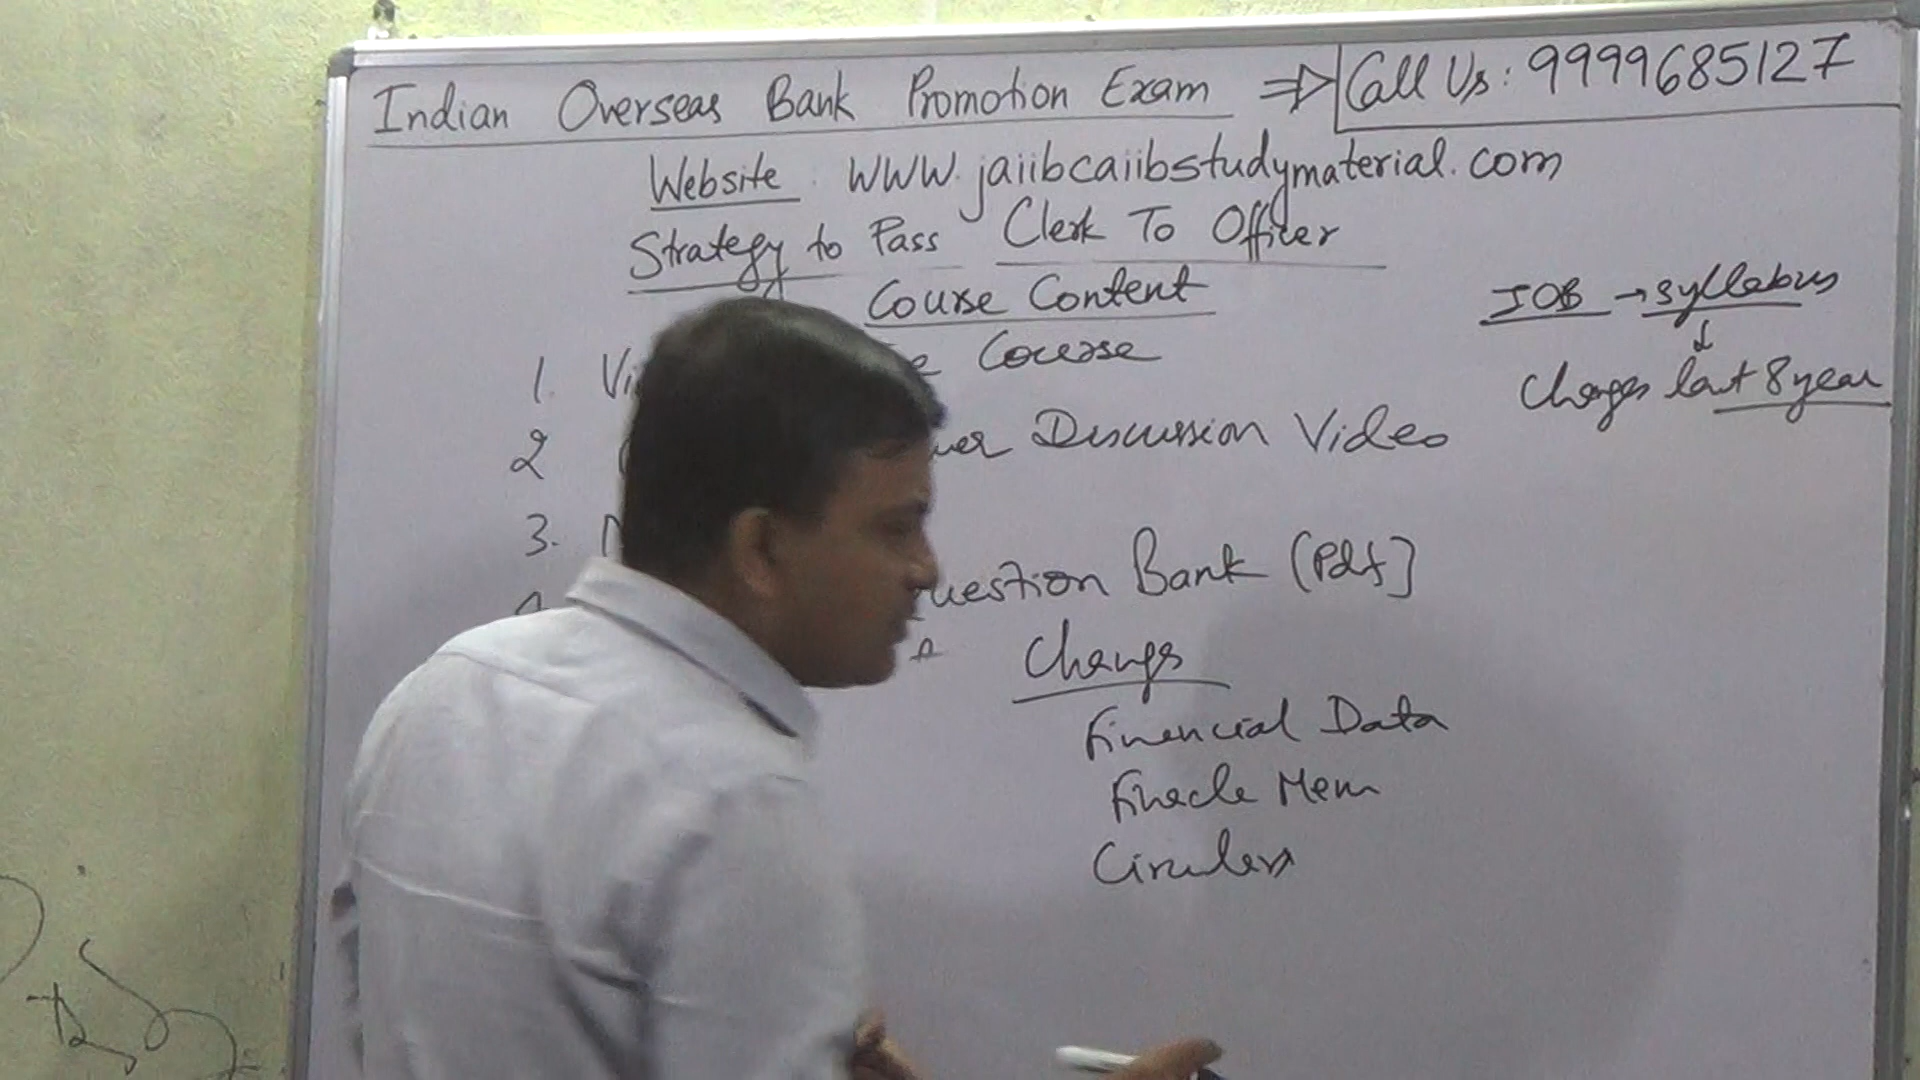 Indian Overseas Bank Promotion Exam ⇒ Call Us: 9999685127
Website . WWW.jaiibcaiibstudymaterial.com
Strategy to Pass Clerk To Officer
Course Content
1. Vi Course
2 Discussion Video
3.
uestion Bank (Pdf]
Changes
Financial Data
Finacle Menu
Circulars
IOB → syllabus
↓
Changes last 8 year